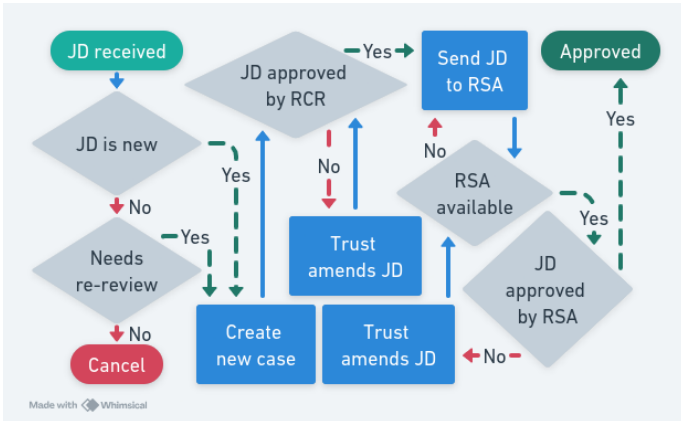 JD received
JD is new
Yes
No
Needs
re-review
Yes
No
Cancel
Create
new case
JD approved
by RCR
Yes
No
Trust
amends JD
Send JD
to RSA
RSA
available
No
Yes
JD
approved
by RSA
No
Trust
amends JD
Yes
Approved
Made with Whimsical